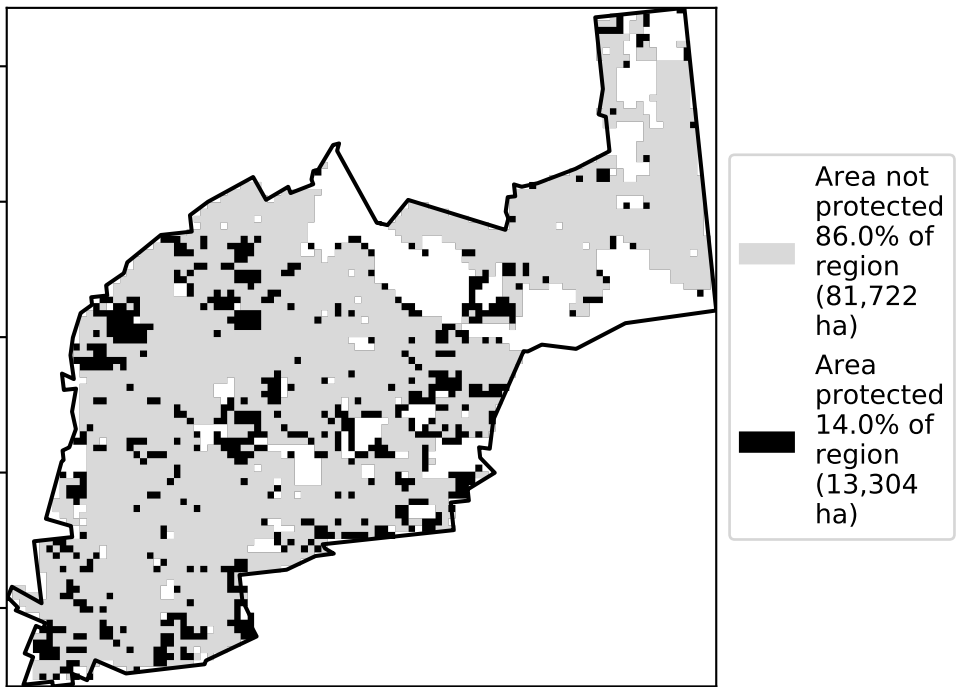 Area not
protected
86.0% of
region
(81,722
ha)
Area
protected
14.0% of
region
(13,304
ha)